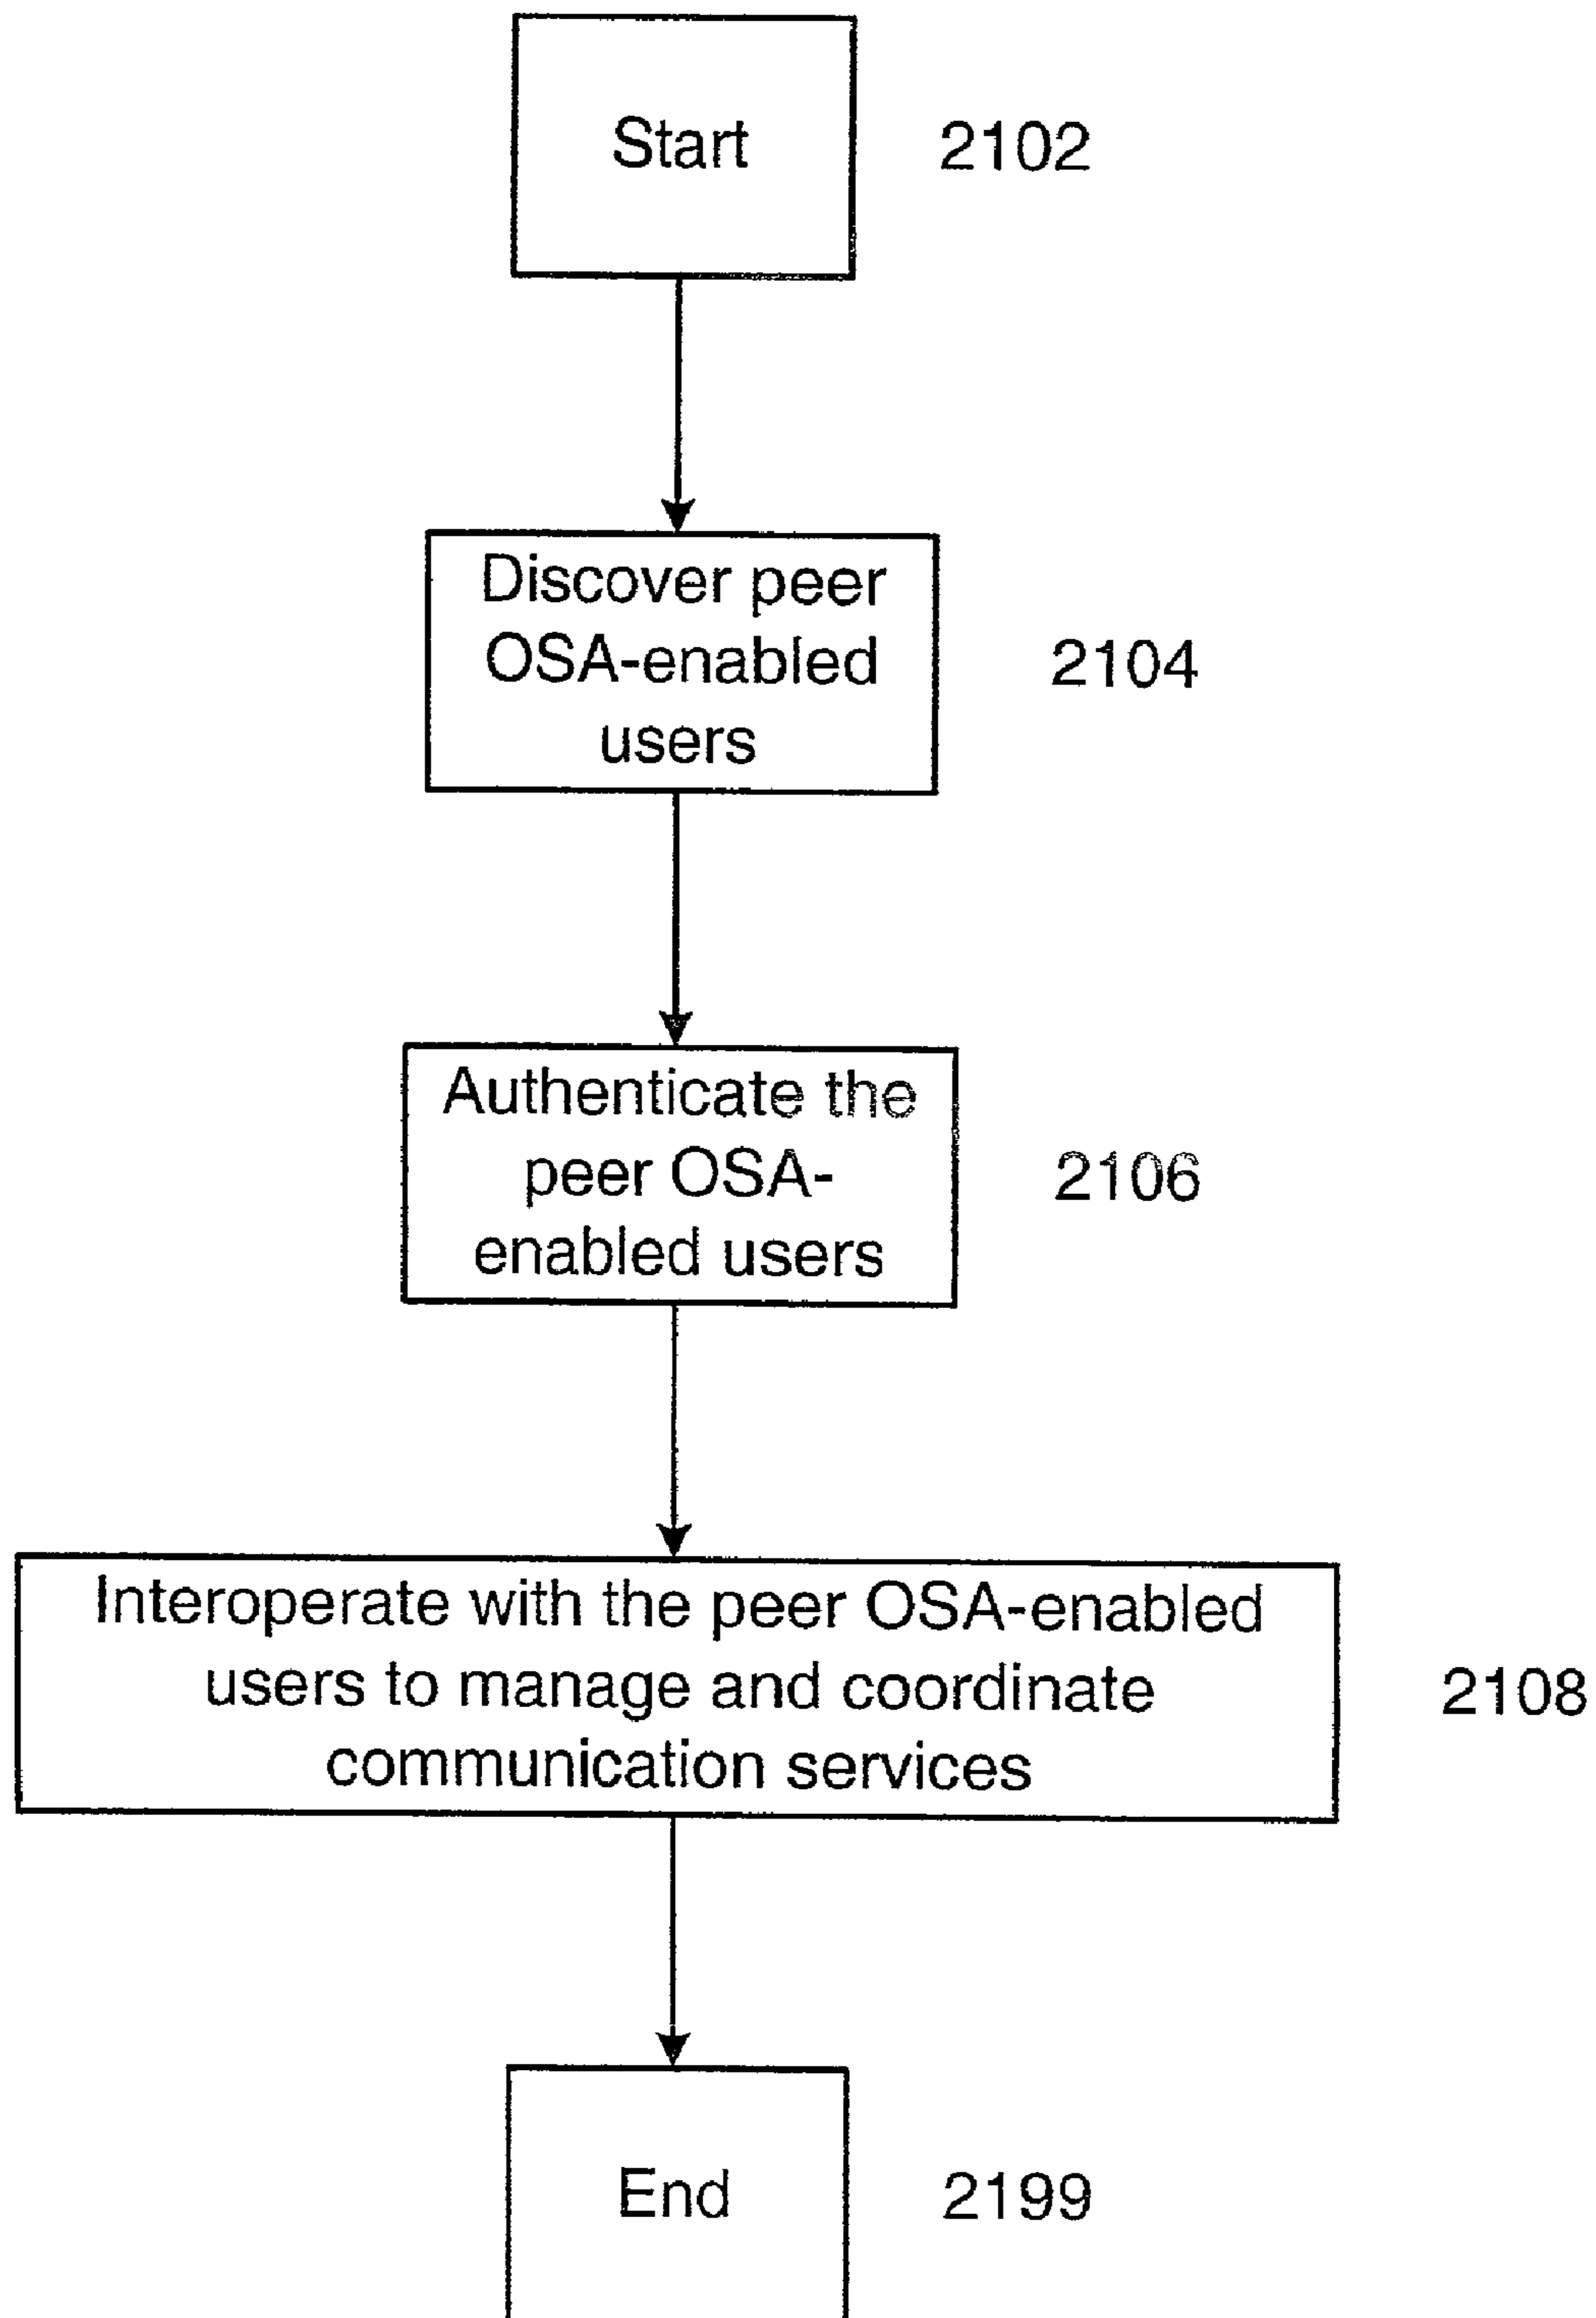 Start
2102
Discover peer
OSA-enabled
users
2104
Authenticate the
peer OSA-
enabled users
2106
Interoperate with the peer OSA-enabled
users to manage and coordinate
communication services
2108
End
2199